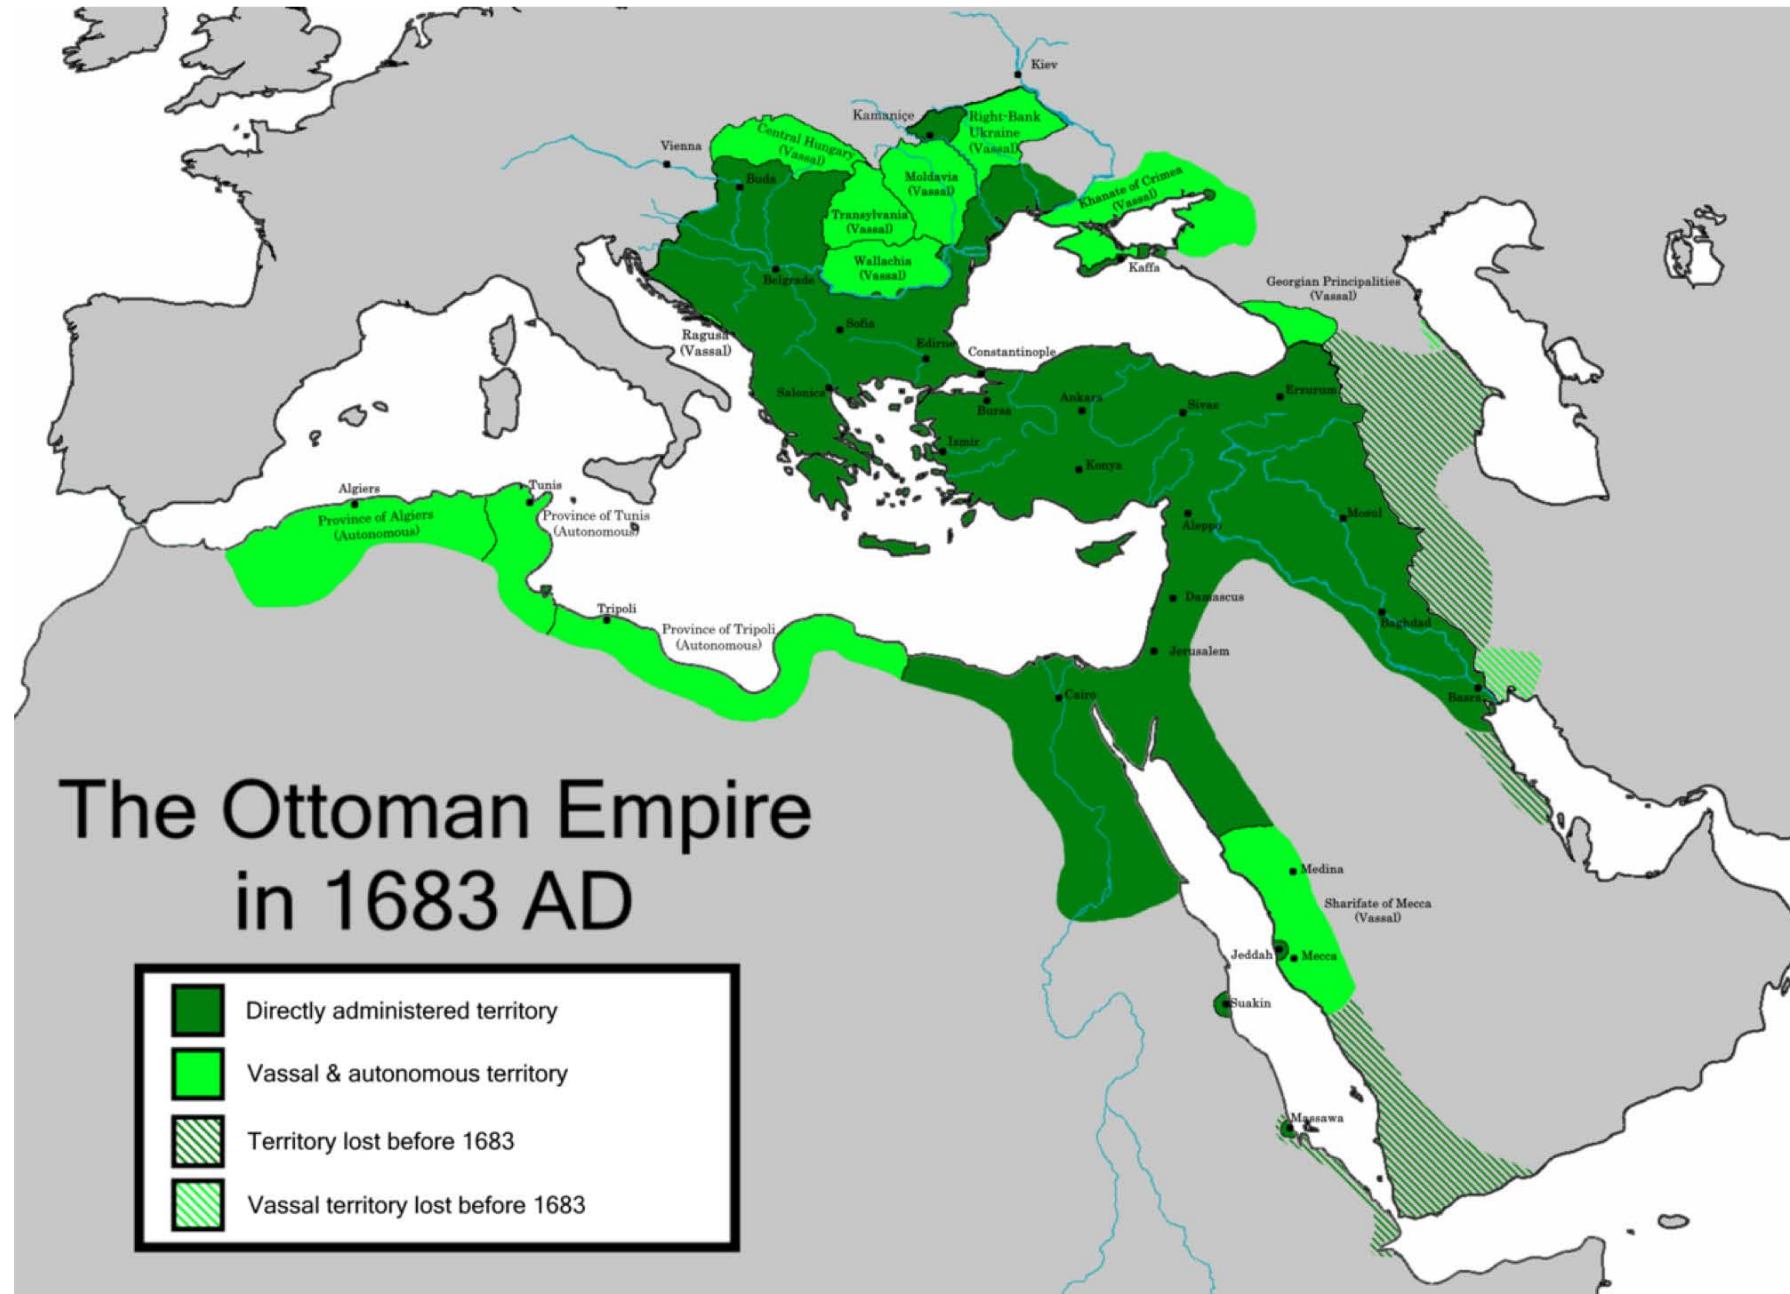 Kiev
Kamaniçe
Right-Bank
Ukraine
(Vassal)
Central Hungary
(Vassal)
Vienna
Buda
Moldavia
(Vassal)
Khanate of Crimea
(Vassal)
Transylvania
(Vassal)
Wallachia
(Vassal)
Kaffa
Belgrade
Georgian Principalities
(Vassal)
Ragusa
(Vassal)
Sofia
Edirne
Constantinople
Salonica
Bursa
Ankara
Sivas
Erzurum
Izmir
Konya
Algiers
Tunis
Province of Algiers
(Autonomous)
Province of Tunis
(Autonomous)
Aleppo
Mosul
Tripoli
Province of Tripoli
(Autonomous)
Damascus
Baghdad
Jerusalem
Basra
Cairo
The Ottoman Empire
in 1683 AD
Medina
Sharifate of Mecca
(Vassal)
Jeddah
Mecca
Suakin
Massawa
Directly administered territory
Vassal & autonomous territory
Territory lost before 1683
Vassal territory lost before 1683